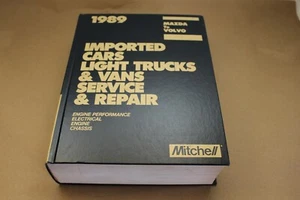 1989
MAZDA
To
VOLVO
IMPORTED
CARS
LIGHT TRUCKS
& VANS
SERVICE
& REPAIR
ENGINE PERFORMANCE
ELECTRICAL
ENGINE
CHASSIS
Mitchell